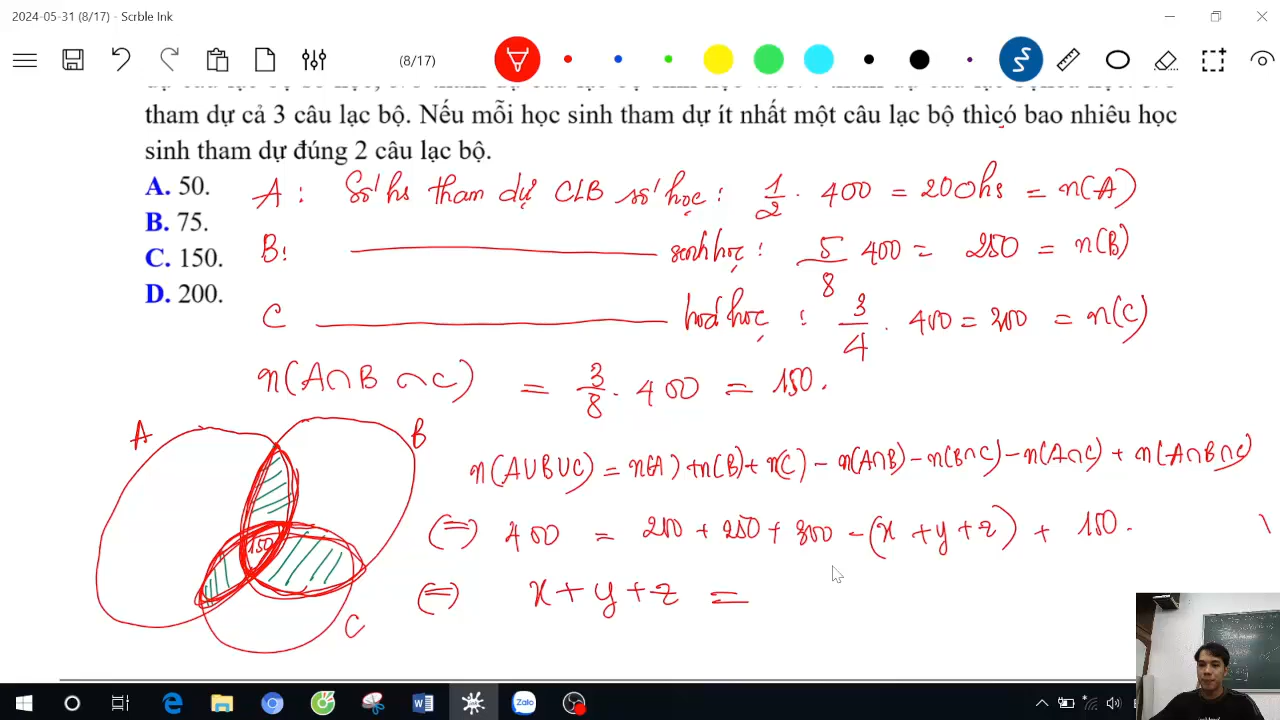 2024-05-31 (8/17) - Scrble Ink
(8/17)
tham dự cả 3 câu lạc bộ. Nếu mỗi học sinh tham dự ít nhất một câu lạc bộ thì có bao nhiêu học
sinh tham dự đúng 2 câu lạc bộ.
A. 50.
B. 75.
C. 150.
D. 200.
A: Số hs tham dự CLB số học: 1/2 . 400 = 200hs = n(A)
B: sinh học: 5/8 400 = 250 = n(B)
C hoá học: 3/4 . 400 = 300 = n(C)
n(A∩B∩C) = 3/8 . 400 = 150.
A
B
150
C
n(A∪B∪C) = n(A) + n(B) + n(C) - n(A∩B) - n(B∩C) - n(A∩C) + n(A∩B∩C)
(=) 400 = 200 + 250 + 300 - (x + y + z) + 150.
(=) x + y + z =
Zalo